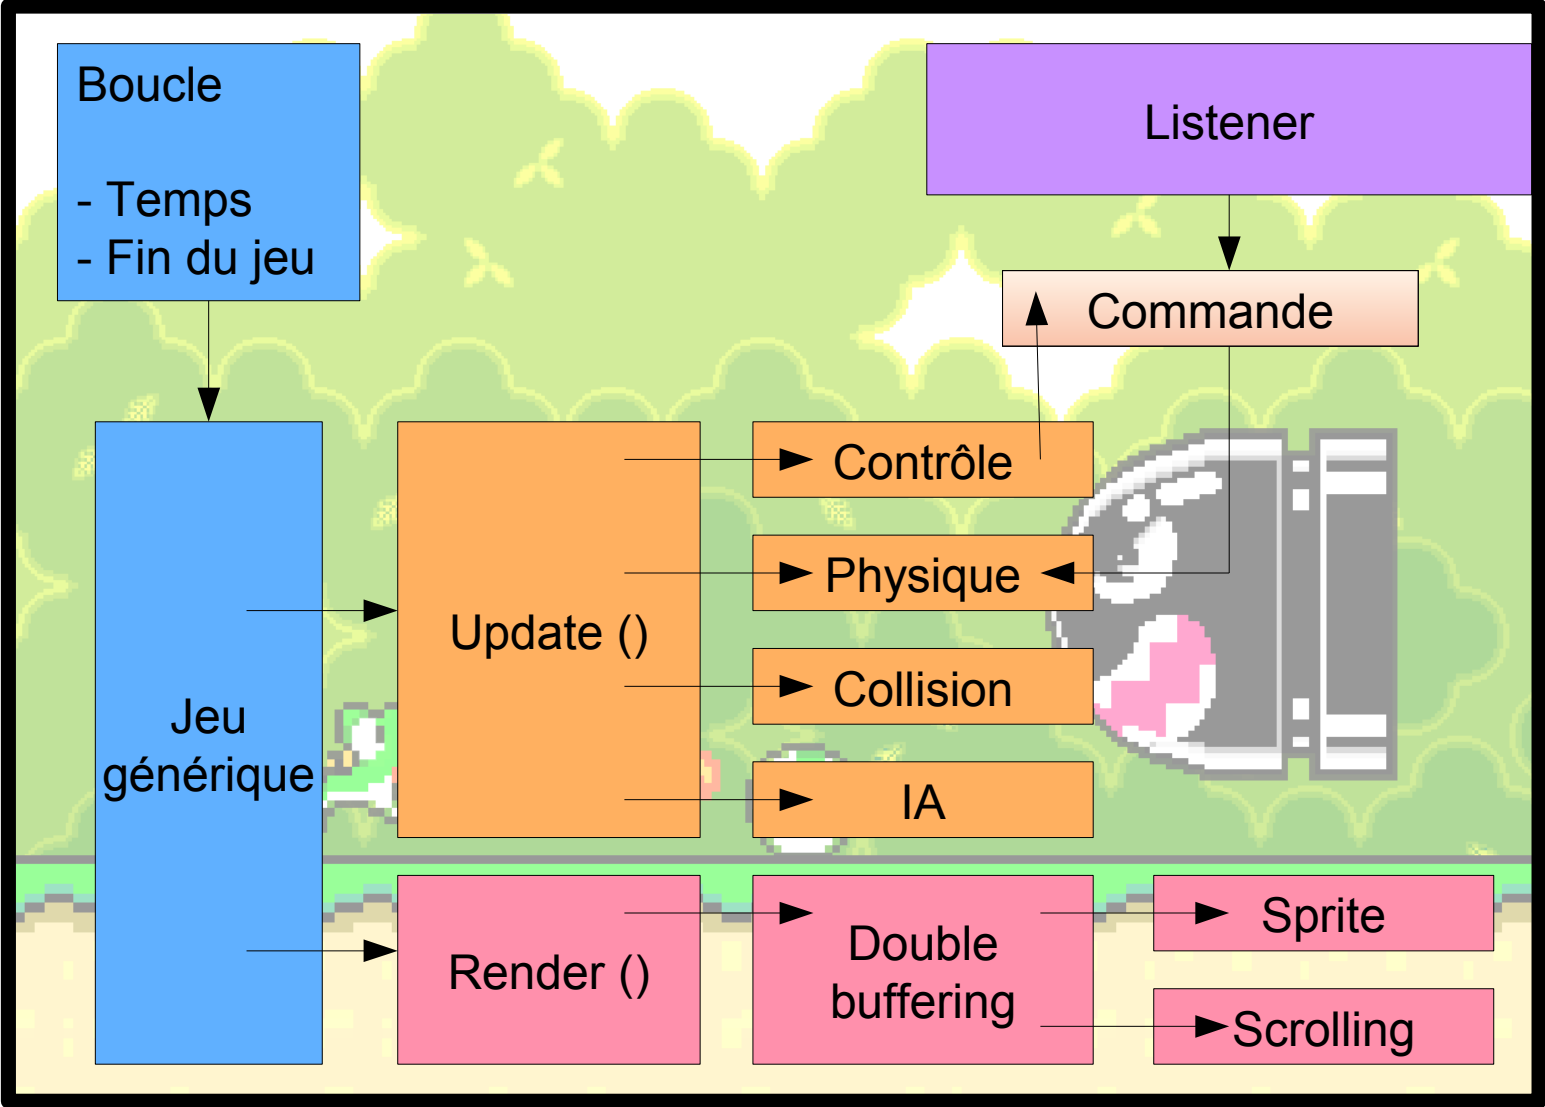 Boucle
- Temps
- Fin du jeu
Listener
Commande
Jeu
générique
Update ()
Contrôle
Physique
Collision
IA
Render ()
Double
buffering
Sprite
Scrolling